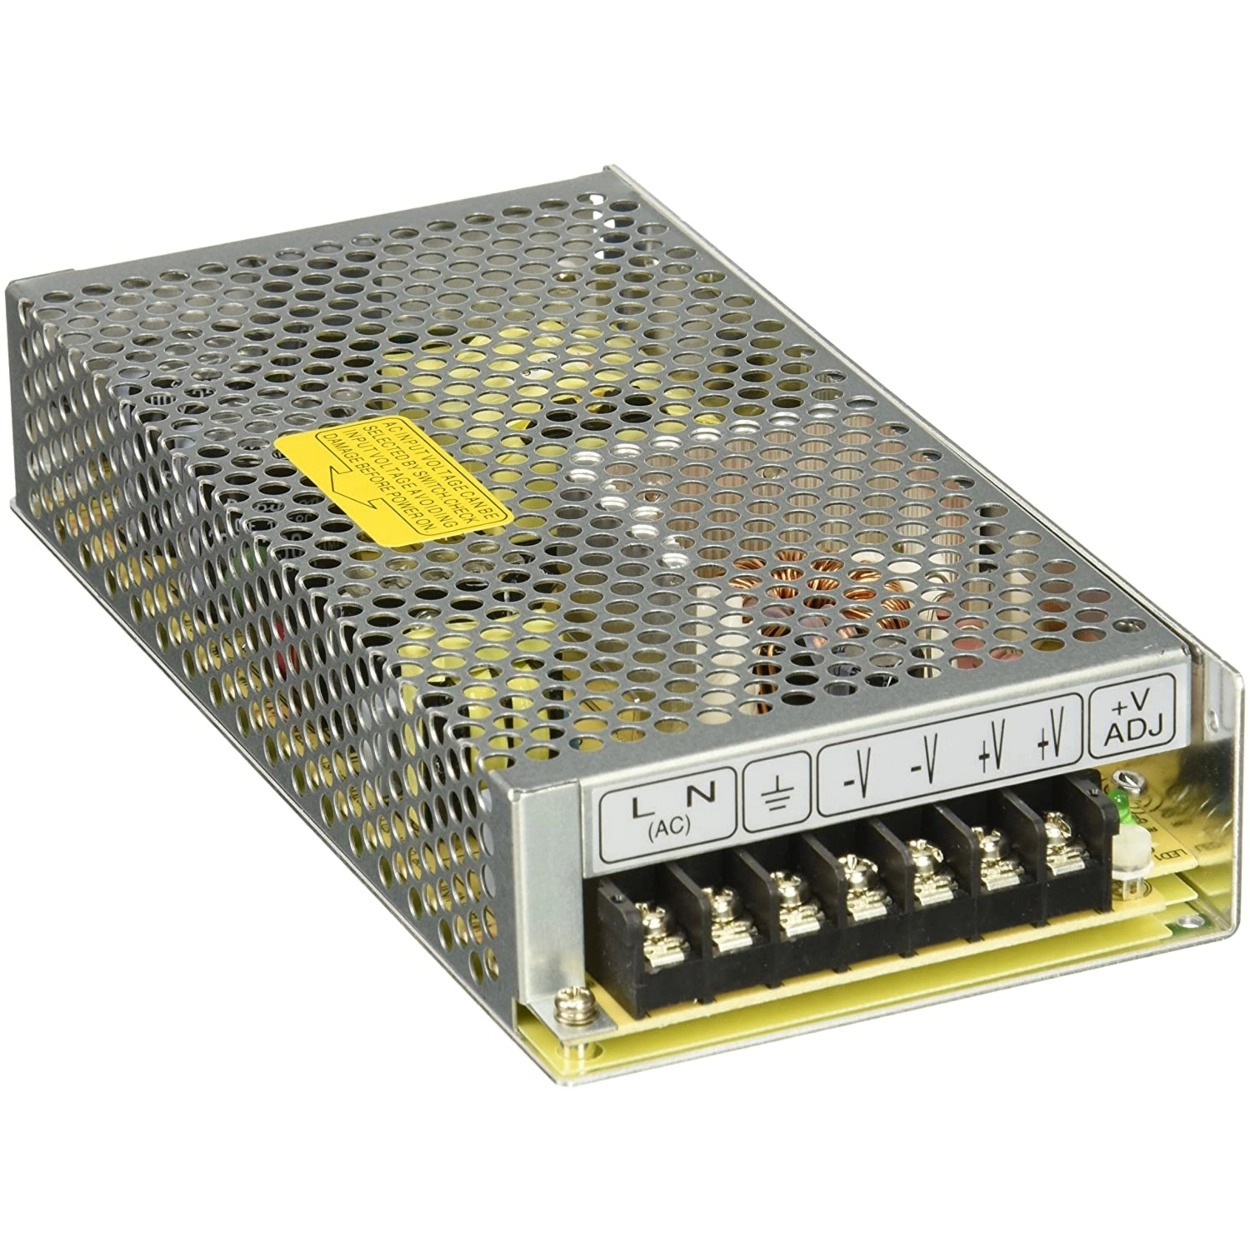 AC INPUT VOLTAGE CAN BE
SELECTED BY SWITCH.CHECK
INPUT VOLTAGE AVOIDING
DAMAGE BEFORE POWER ON
L N
(AC)
-V -V +V +V
+V
ADJ
LED1